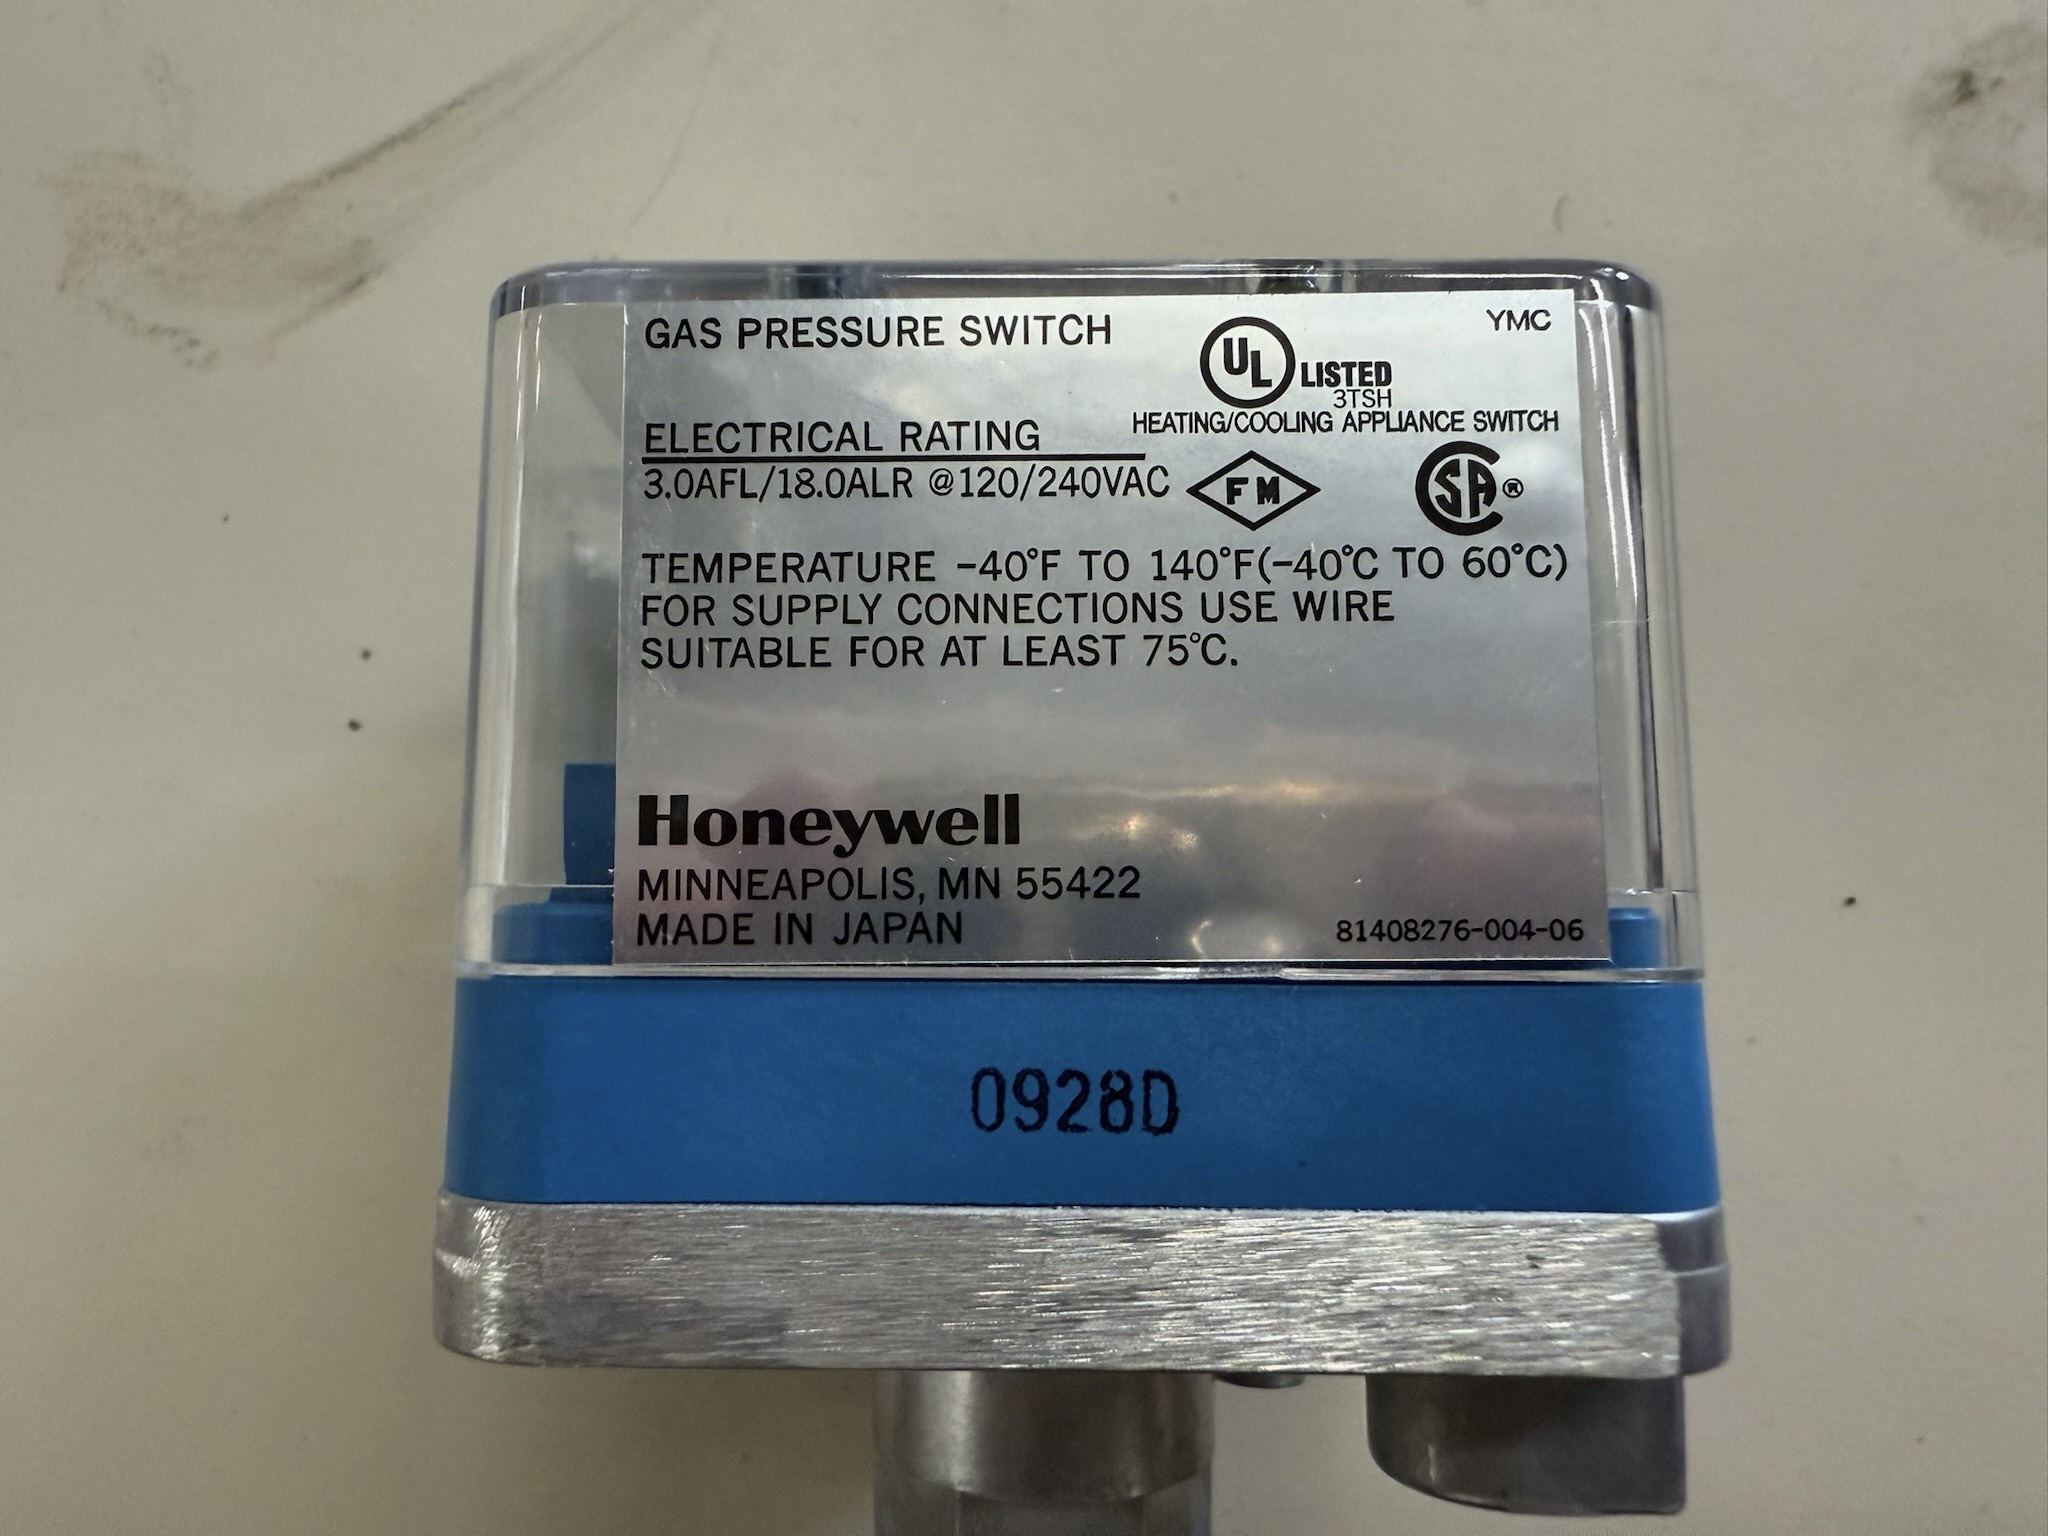 GAS PRESSURE SWITCH
YMC
UL LISTED
3TSH
HEATING/COOLING APPLIANCE SWITCH
ELECTRICAL RATING
3.0AFL/18.0ALR @120/240VAC
FM
CSA®
TEMPERATURE -40°F TO 140°F(-40°C TO 60°C)
FOR SUPPLY CONNECTIONS USE WIRE
SUITABLE FOR AT LEAST 75°C.
Honeywell
MINNEAPOLIS, MN 55422
MADE IN JAPAN
81408276-004-06
0928D